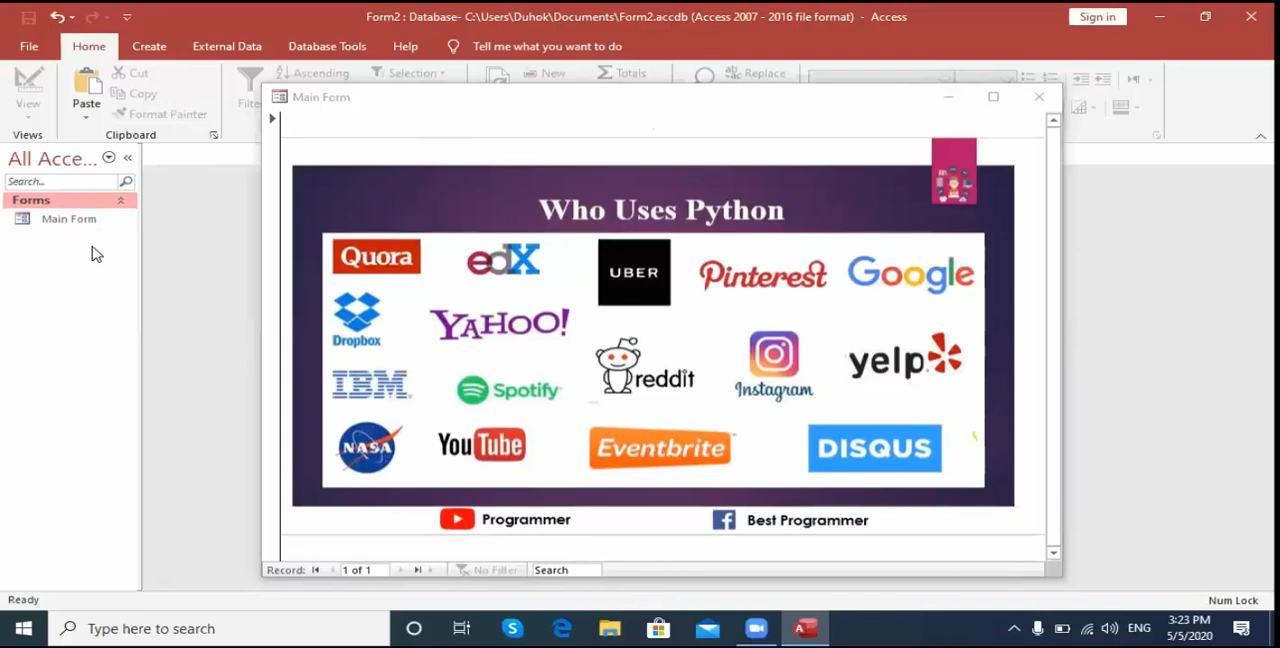 Form2 : Database- C:\Users\Duhok\Documents\Form2.accdb (Access 2007 - 2016 file format) - Access
Sign in
File Home Create External Data Database Tools Help Tell me what you want to do
View
Views
Paste
Cut
Copy
Format Painter
Clipboard
Ascending
Selection
New
Totals
Replace
Main Form
All Acce...
Search...
Forms
Main Form
Who Uses Python
Quora edX UBER Pinterest Google
Dropbox YAHOO! reddit Instagram yelp
IBM Spotify
NASA YouTube Eventbrite DISQUS
Programmer Best Programmer
Record: 1 of 1 No Filter Search
Ready Num Lock
Type here to search
ENG
3:23 PM
5/5/2020